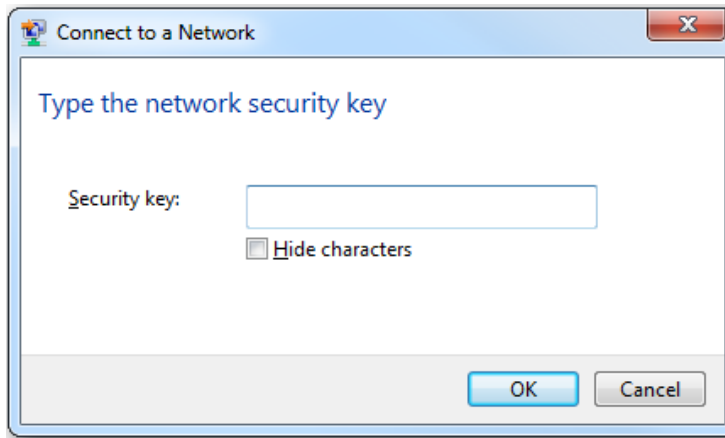 Connect to a Network
Type the network security key
Security key:
Hide characters
OK Cancel